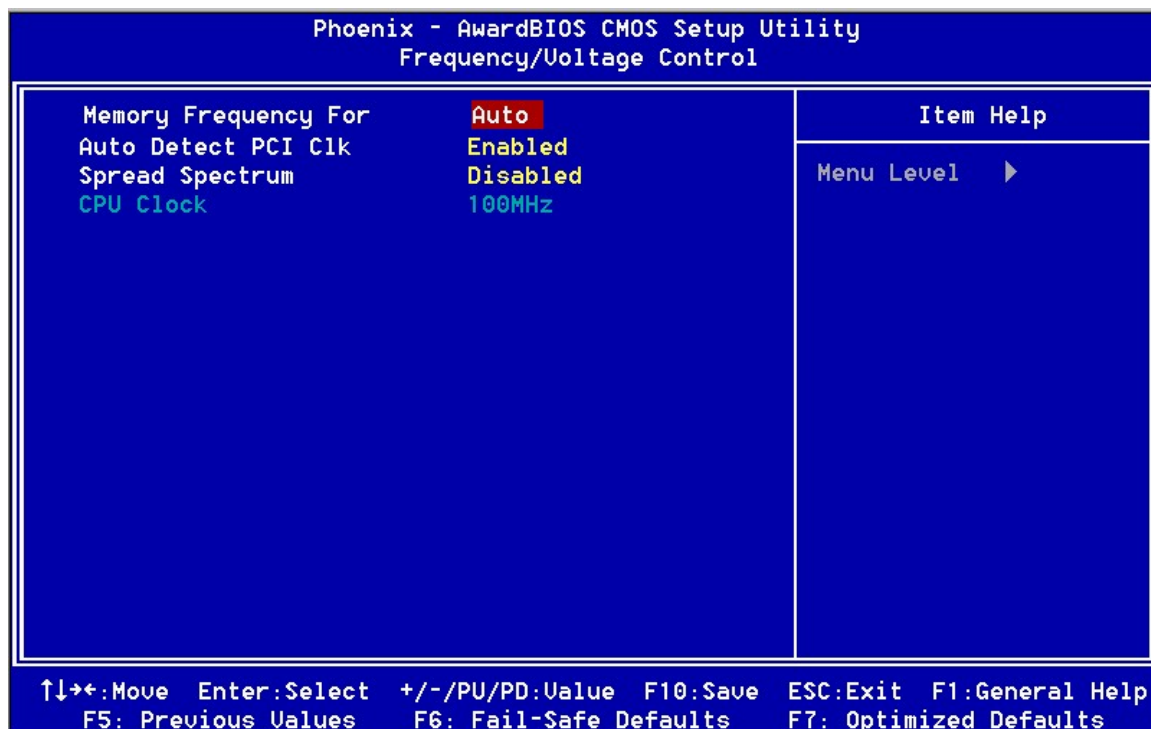 Phoenix - AwardBIOS CMOS Setup Utility
Frequency/Voltage Control
Memory Frequency For Auto
Auto Detect PCI Clk Enabled
Spread Spectrum Disabled
CPU Clock 100MHz
Item Help
Menu Level ▶
↑↓→←:Move Enter:Select +/-/PU/PD:Value F10:Save ESC:Exit F1:General Help
F5: Previous Values F6: Fail-Safe Defaults F7: Optimized Defaults